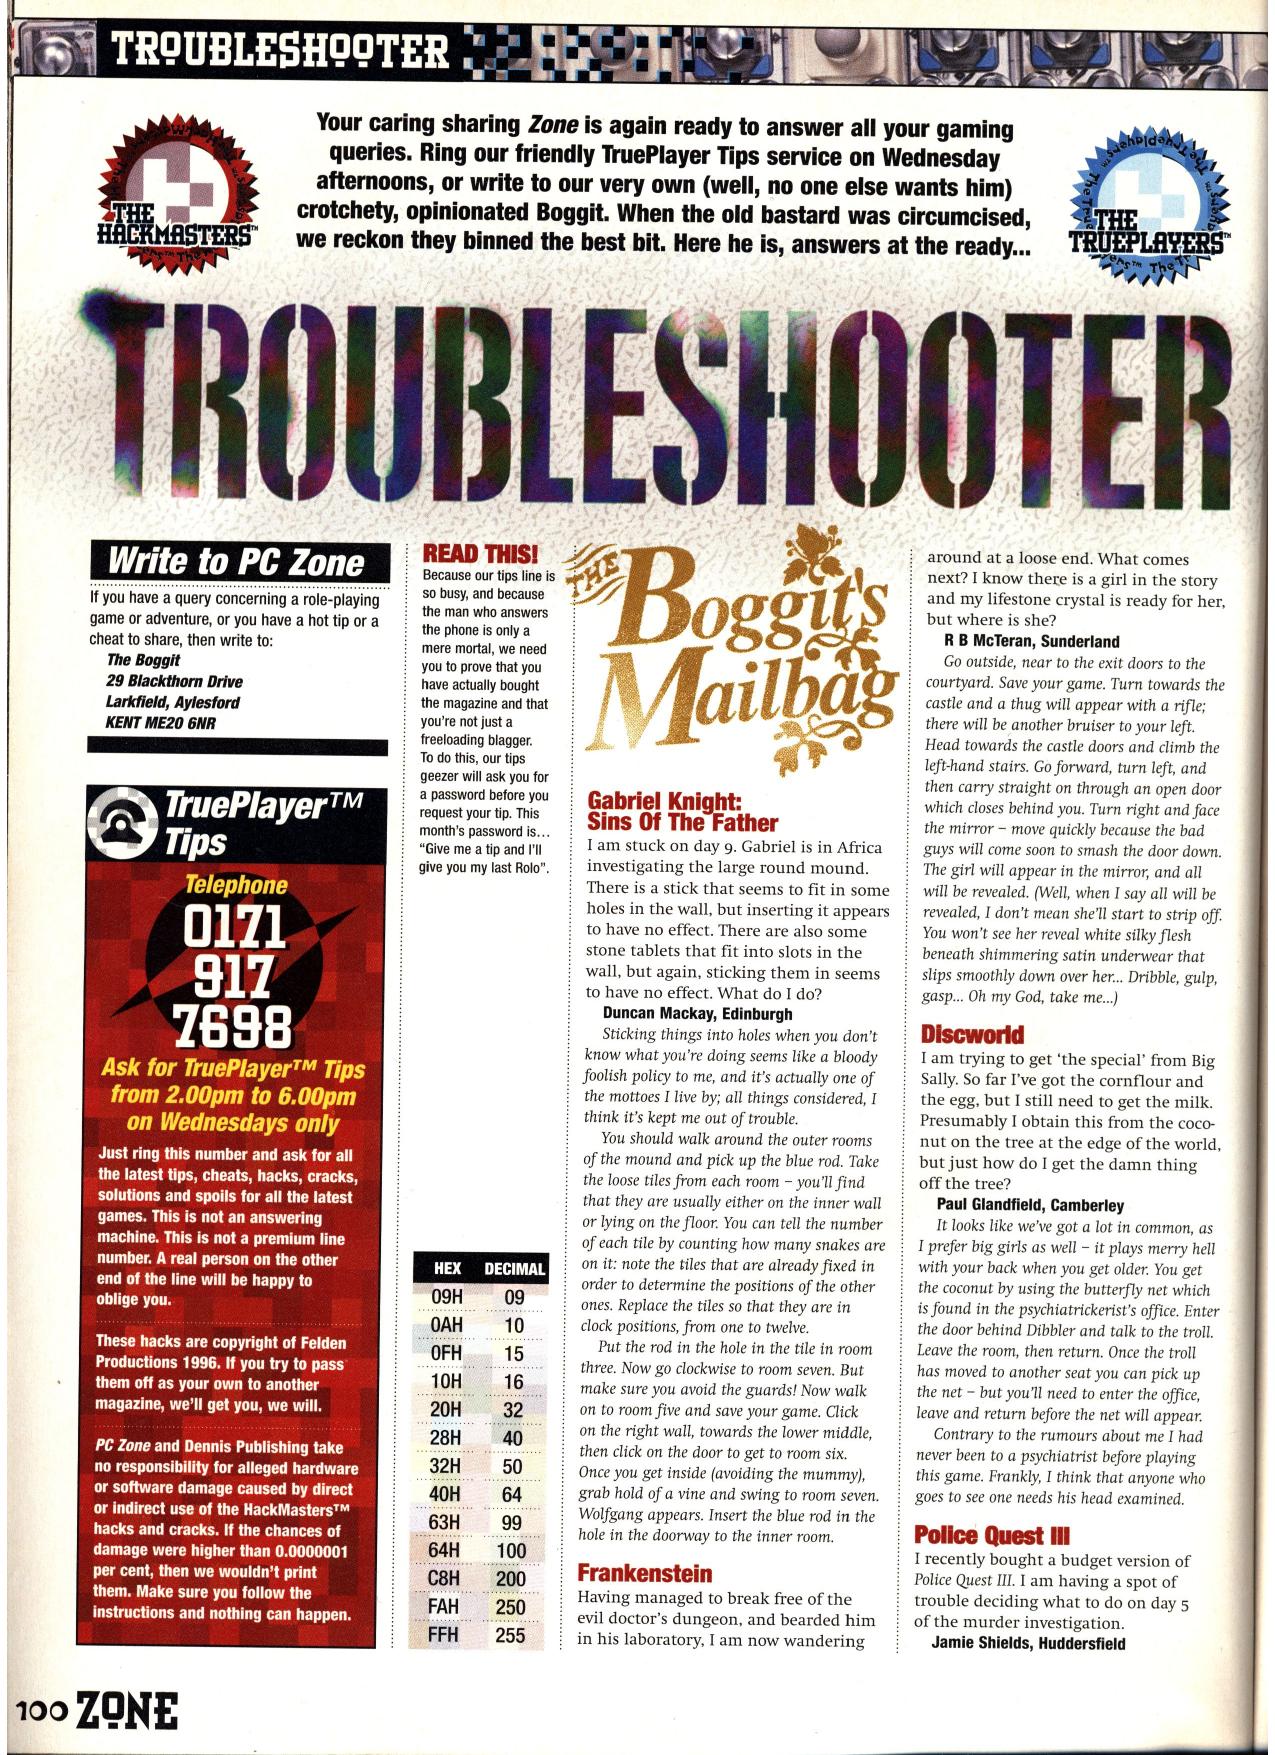 TROUBLESHOOTER
THE
HACKMASTERS™
Your caring sharing Zone is again ready to answer all your gaming
queries. Ring our friendly TruePlayer Tips service on Wednesday
afternoons, or write to our very own (well, no one else wants him)
crotchety, opinionated Boggit. When the old bastard was circumcised,
we reckon they binned the best bit. Here he is, answers at the ready...
THE
TRUEPLAYERS™
TROUBLESHOOTER
Write to PC Zone
If you have a query concerning a role-playing
game or adventure, or you have a hot tip or a
cheat to share, then write to:
The Boggit
29 Blackthorn Drive
Larkfield, Aylesford
KENT ME20 6NR
TruePlayer™
Tips
Telephone
0171
917
7698
Ask for TruePlayer™ Tips
from 2.00pm to 6.00pm
on Wednesdays only
Just ring this number and ask for all
the latest tips, cheats, hacks, cracks,
solutions and spoils for all the latest
games. This is not an answering
machine. This is not a premium line
number. A real person on the other
end of the line will be happy to
oblige you.
These hacks are copyright of Felden
Productions 1996. If you try to pass
them off as your own to another
magazine, we'll get you, we will.
PC Zone and Dennis Publishing take
no responsibility for alleged hardware
or software damage caused by direct
or indirect use of the HackMasters™
hacks and cracks. If the chances of
damage were higher than 0.0000001
per cent, then we wouldn't print
them. Make sure you follow the
instructions and nothing can happen.
READ THIS!
Because our tips line is
so busy, and because
the man who answers
the phone is only a
mere mortal, we need
you to prove that you
have actually bought
the magazine and that
you're not just a
freeloading blagger.
To do this, our tips
geezer will ask you for
a password before you
request your tip. This
month's password is...
“Give me a tip and I'll
give you my last Rolo”.
HEX DECIMAL
09H 09
0AH 10
0FH 15
10H 16
20H 32
28H 40
32H 50
40H 64
63H 99
64H 100
C8H 200
FAH 250
FFH 255
THE
Boggit's
Mailbag
Gabriel Knight:
Sins Of The Father
I am stuck on day 9. Gabriel is in Africa
investigating the large round mound.
There is a stick that seems to fit in some
holes in the wall, but inserting it appears
to have no effect. There are also some
stone tablets that fit into slots in the
wall, but again, sticking them in seems
to have no effect. What do I do?
Duncan Mackay, Edinburgh
Sticking things into holes when you don't
know what you're doing seems like a bloody
foolish policy to me, and it's actually one of
the mottoes I live by; all things considered, I
think it's kept me out of trouble.
You should walk around the outer rooms
of the mound and pick up the blue rod. Take
the loose tiles from each room – you'll find
that they are usually either on the inner wall
or lying on the floor. You can tell the number
of each tile by counting how many snakes are
on it: note the tiles that are already fixed in
order to determine the positions of the other
ones. Replace the tiles so that they are in
clock positions, from one to twelve.
Put the rod in the hole in the tile in room
three. Now go clockwise to room seven. But
make sure you avoid the guards! Now walk
on to room five and save your game. Click
on the right wall, towards the lower middle,
then click on the door to get to room six.
Once you get inside (avoiding the mummy),
grab hold of a vine and swing to room seven.
Wolfgang appears. Insert the blue rod in the
hole in the doorway to the inner room.
Frankenstein
Having managed to break free of the
evil doctor's dungeon, and bearded him
in his laboratory, I am now wandering
around at a loose end. What comes
next? I know there is a girl in the story
and my lifestone crystal is ready for her,
but where is she?
R B McTeran, Sunderland
Go outside, near to the exit doors to the
courtyard. Save your game. Turn towards the
castle and a thug will appear with a rifle;
there will be another bruiser to your left.
Head towards the castle doors and climb the
left-hand stairs. Go forward, turn left, and
then carry straight on through an open door
which closes behind you. Turn right and face
the mirror – move quickly because the bad
guys will come soon to smash the door down.
The girl will appear in the mirror, and all
will be revealed. (Well, when I say all will be
revealed, I don't mean she'll start to strip off.
You won't see her reveal white silky flesh
beneath shimmering satin underwear that
slips smoothly down over her... Dribble, gulp,
gasp... Oh my God, take me...)
Discworld
I am trying to get ‘the special’ from Big
Sally. So far I've got the cornflour and
the egg, but I still need to get the milk.
Presumably I obtain this from the coco-
nut on the tree at the edge of the world,
but just how do I get the damn thing
off the tree?
Paul Glandfield, Camberley
It looks like we've got a lot in common, as
I prefer big girls as well – it plays merry hell
with your back when you get older. You get
the coconut by using the butterfly net which
is found in the psychiatrickerist's office. Enter
the door behind Dibbler and talk to the troll.
Leave the room, then return. Once the troll
has moved to another seat you can pick up
the net – but you'll need to enter the office,
leave and return before the net will appear.
Contrary to the rumours about me I had
never been to a psychiatrist before playing
this game. Frankly, I think that anyone who
goes to see one needs his head examined.
Police Quest III
I recently bought a budget version of
Police Quest III. I am having a spot of
trouble deciding what to do on day 5
of the murder investigation.
Jamie Shields, Huddersfield
100 ZONE